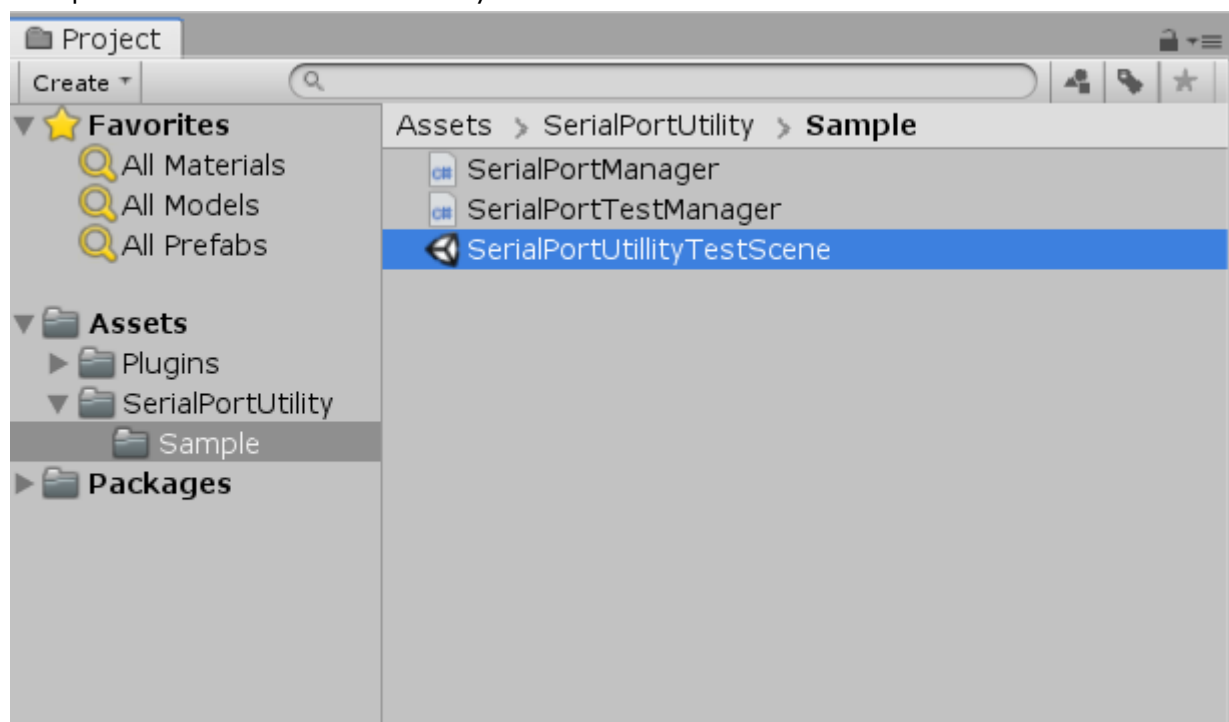 Project
Create
Favorites
All Materials
All Models
All Prefabs
Assets
Plugins
SerialPortUtility
Sample
Packages
Assets > SerialPortUtility > Sample
c# SerialPortManager
c# SerialPortTestManager
SerialPortUtillityTestScene